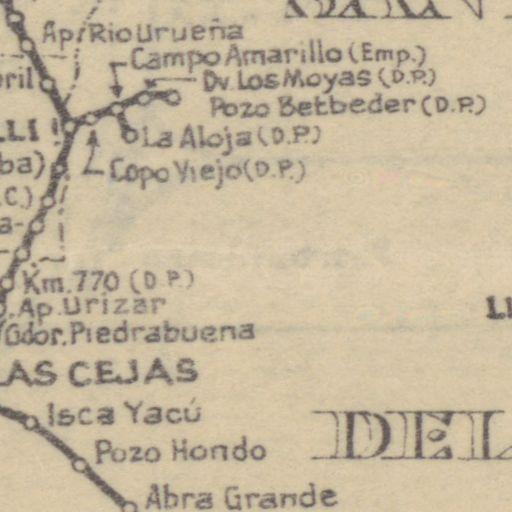 Ap. Rio Urueña
Campo Amarillo (Emp.)
Dv. Los Moyas (D.P.)
Pozo Betbeder (D.P.)
La Aloja (D.P.)
Copo Viejo (D.P.)
ba)
C.)
a-
Km. 770 (D.P.)
Ap. Urizar
Gdor. Piedrabuena
LAS CEJAS
Isca Yacú
DEL
Pozo Hondo
Abra Grande